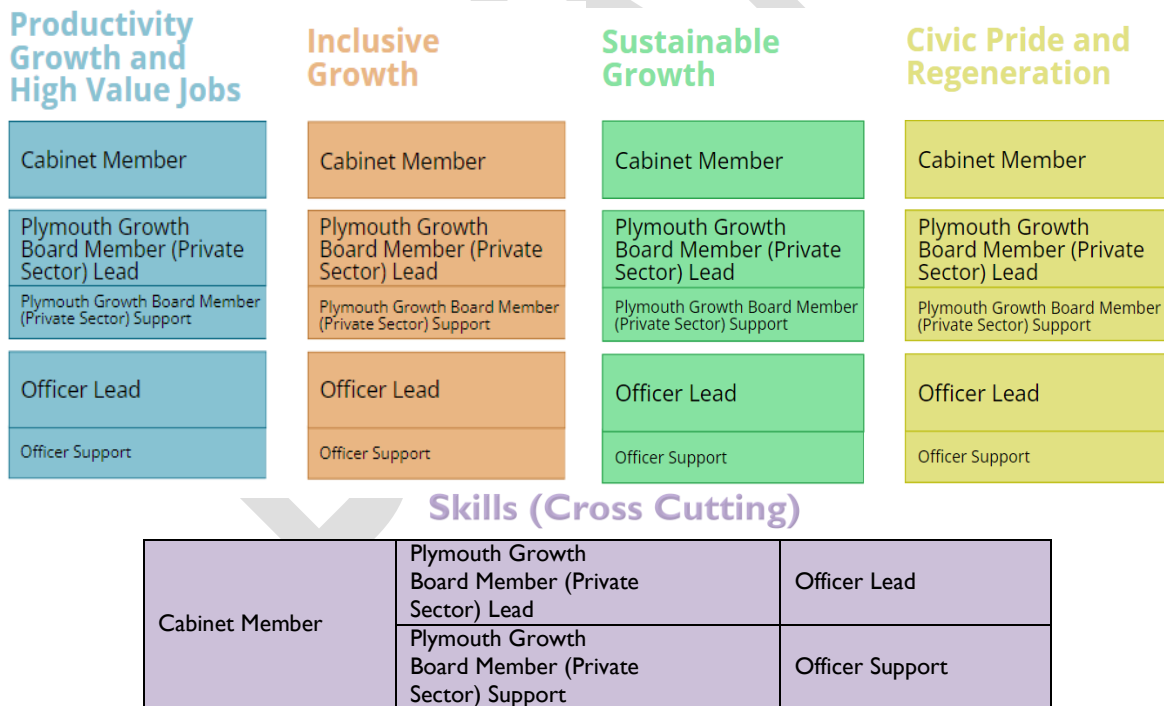 Productivity
Growth and
High Value Jobs
Cabinet Member
Plymouth Growth
Board Member (Private
Sector) Lead
Plymouth Growth Board Member
(Private Sector) Support
Officer Lead
Officer Support
Inclusive
Growth
Cabinet Member
Plymouth Growth
Board Member (Private
Sector) Lead
Plymouth Growth Board Member
(Private Sector) Support
Officer Lead
Officer Support
Sustainable
Growth
Cabinet Member
Plymouth Growth
Board Member (Private
Sector) Lead
Plymouth Growth Board Member
(Private Sector) Support
Officer Lead
Officer Support
Civic Pride and
Regeneration
Cabinet Member
Plymouth Growth
Board Member (Private
Sector) Lead
Plymouth Growth Board Member
(Private Sector) Support
Officer Lead
Officer Support
Skills (Cross Cutting)
Cabinet Member
Plymouth Growth
Board Member (Private
Sector) Lead
Officer Lead
Plymouth Growth
Board Member (Private
Sector) Support
Officer Support